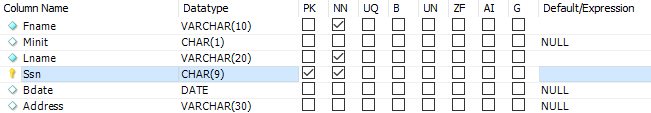 Column Name Datatype PK NN UQ B UN ZF AI G Default/Expression
Fname VARCHAR(10)
Minit CHAR(1) NULL
Lname VARCHAR(20)
Ssn CHAR(9)
Bdate DATE NULL
Address VARCHAR(30) NULL